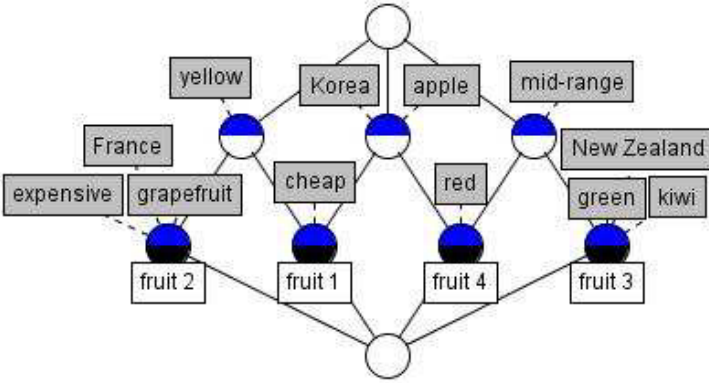 yellow
Korea
apple
mid-range
France
New Zealand
expensive
grapefruit
cheap
red
green
kiwi
fruit 2
fruit 1
fruit 4
fruit 3